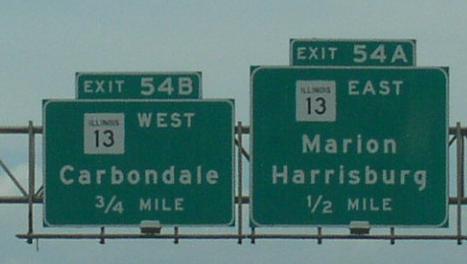 EXIT 54B
ILLINOIS
13
WEST
Carbondale
3/4 MILE
EXIT 54A
ILLINOIS
13
EAST
Marion
Harrisburg
1/2 MILE